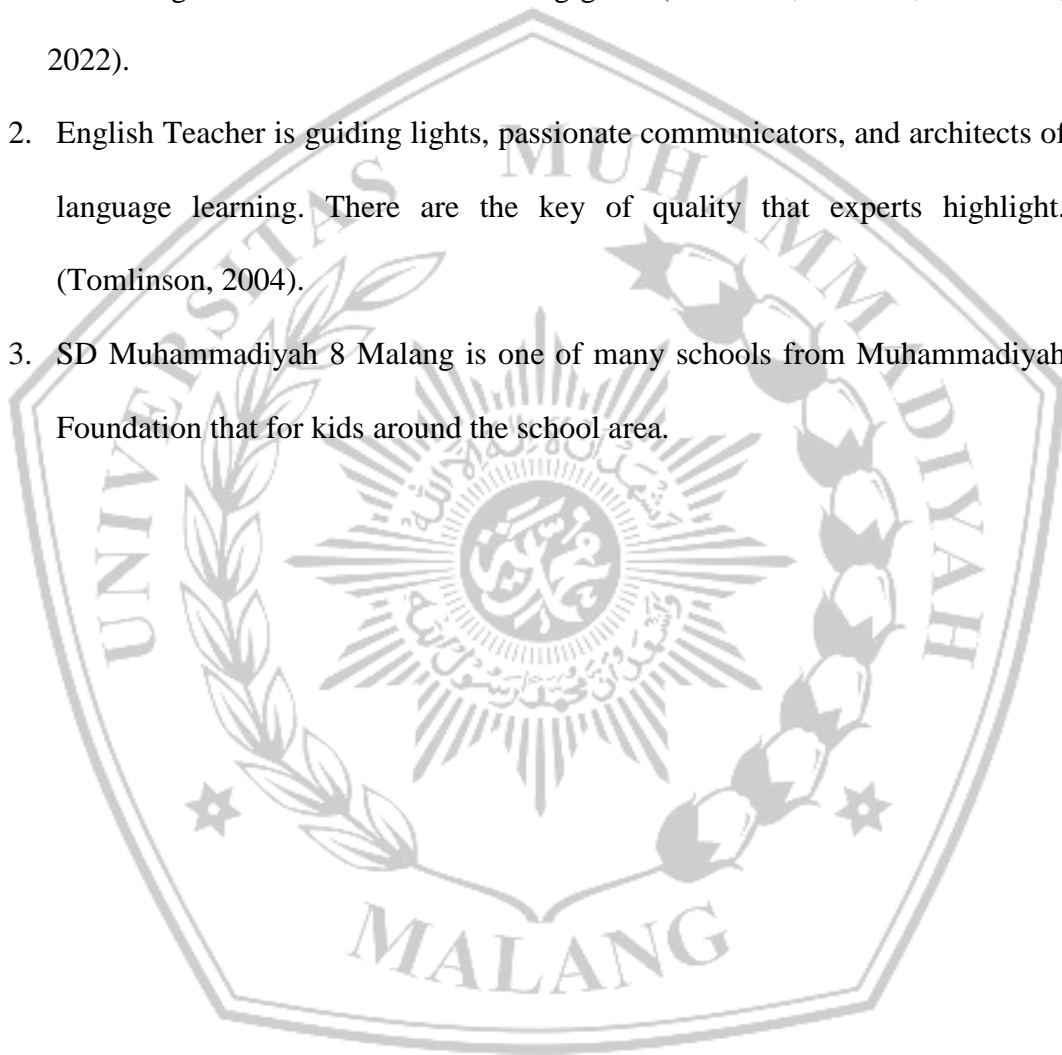 2022).
2. English Teacher is guiding lights, passionate communicators, and architects of
language learning. There are the key of quality that experts highlight.
(Tomlinson, 2004).
3. SD Muhammadiyah 8 Malang is one of many schools from Muhammadiyah
Foundation that for kids around the school area.
UNIVERSITAS MUHAMMADIYAH
MALANG